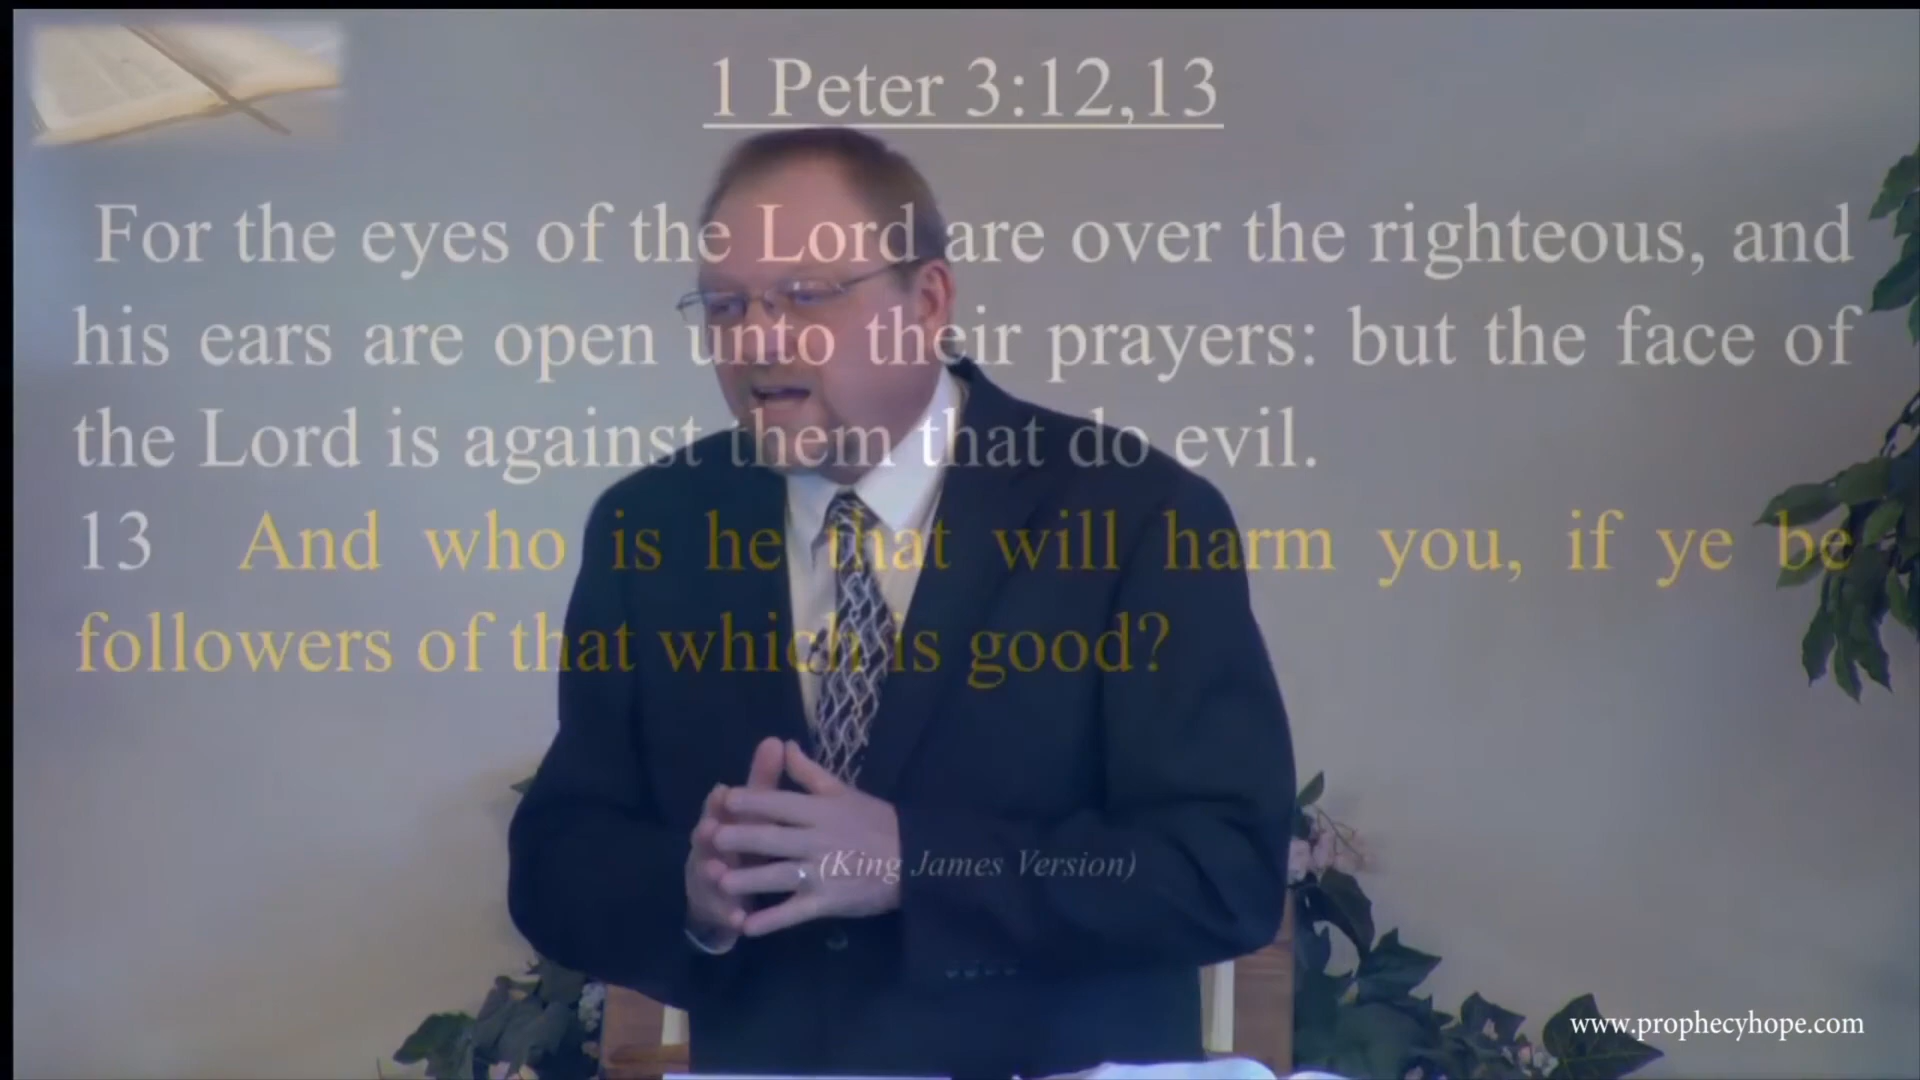 1 Peter 3:12,13
For the eyes of the Lord are over the righteous, and
his ears are open unto their prayers: but the face of
the Lord is against them that do evil.
13 And who is he that will harm you, if ye be
followers of that which is good?
(King James Version)
www.prophecyhope.com